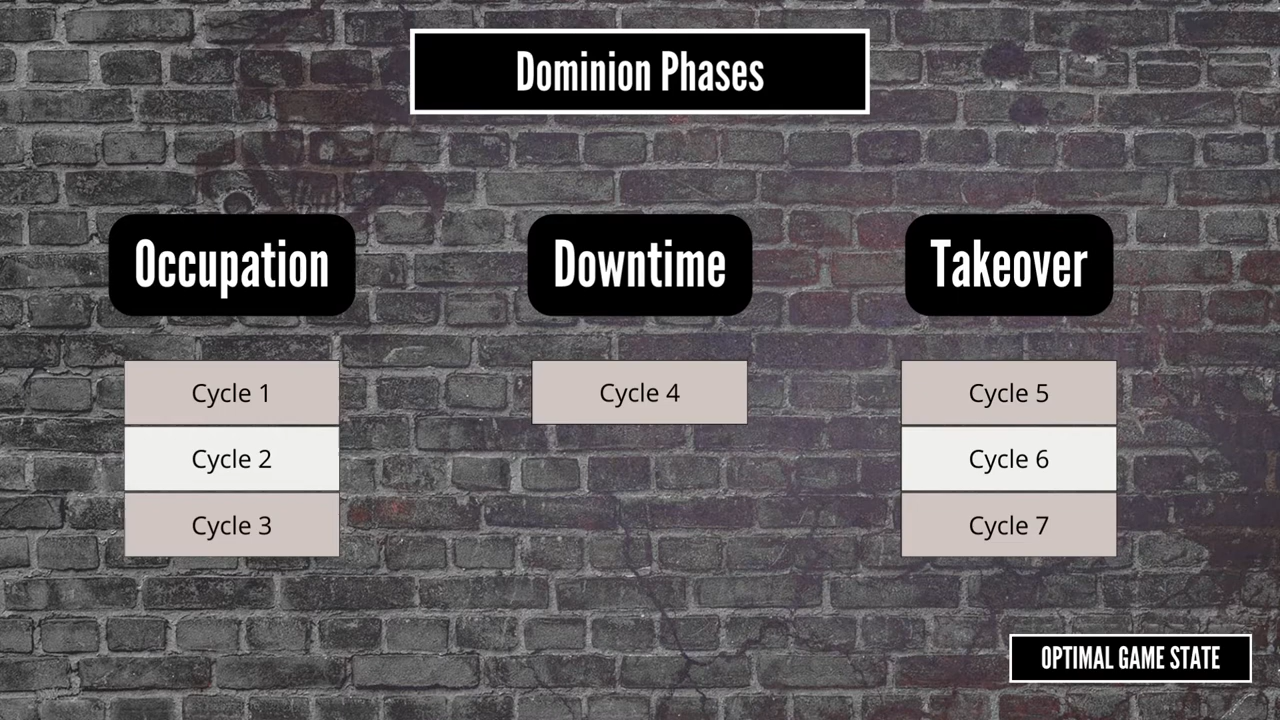 Dominion Phases
Occupation
Cycle 1
Cycle 2
Cycle 3
Downtime
Cycle 4
Takeover
Cycle 5
Cycle 6
Cycle 7
OPTIMAL GAME STATE